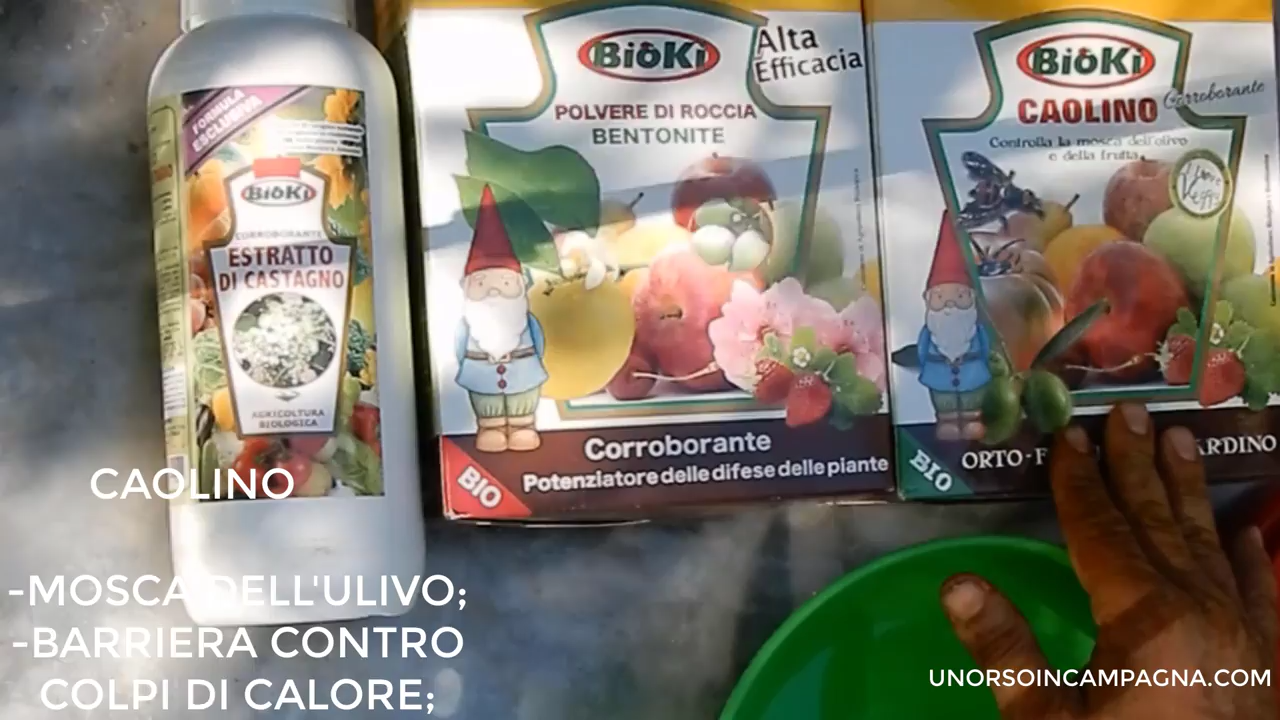 FORMULA
ESCLUSIVA
BiOKi
CORROBORANTE
ESTRATTO
DI CASTAGNO
AGRICOLTURA
BIOLOGICA
BiOKi
Alta
Efficacia
POLVERE DI ROCCIA
BENTONITE
Corroborante
Potenziatore delle difese delle piante
BIO
BiOKi
CAOLINO
Corroborante
Controlla la mosca dell'olivo
e della frutta
BIO
ORTO-F
ARDINO
CAOLINO
-MOSCA DELL'ULIVO;
-BARRIERA CONTRO
COLPI DI CALORE;
UNORSOINCAMPAGNA.COM